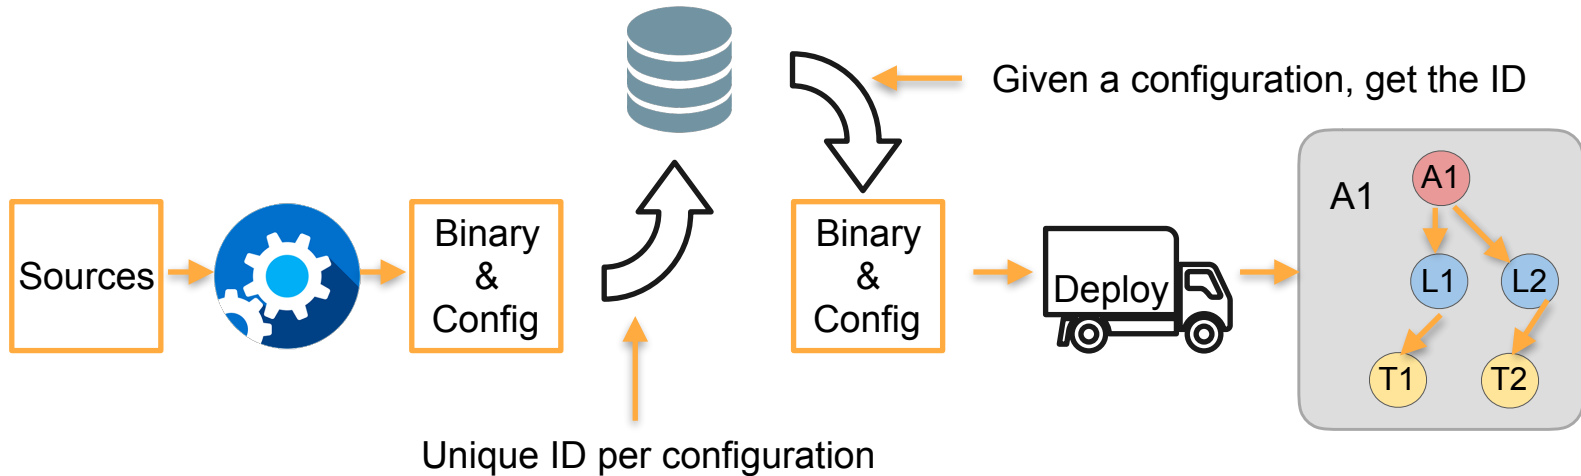 Given a configuration, get the ID
Sources
Binary
&
Config
Binary
&
Config
Deploy
A1
A1
L1
L2
T1
T2
Unique ID per configuration